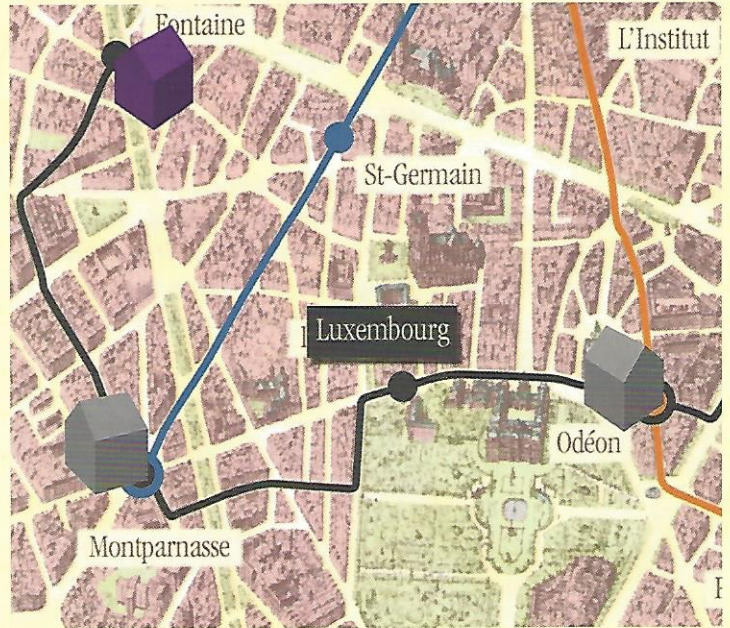 Fontaine
L'Institut
St-Germain
Luxembourg
Odéon
Montparnasse